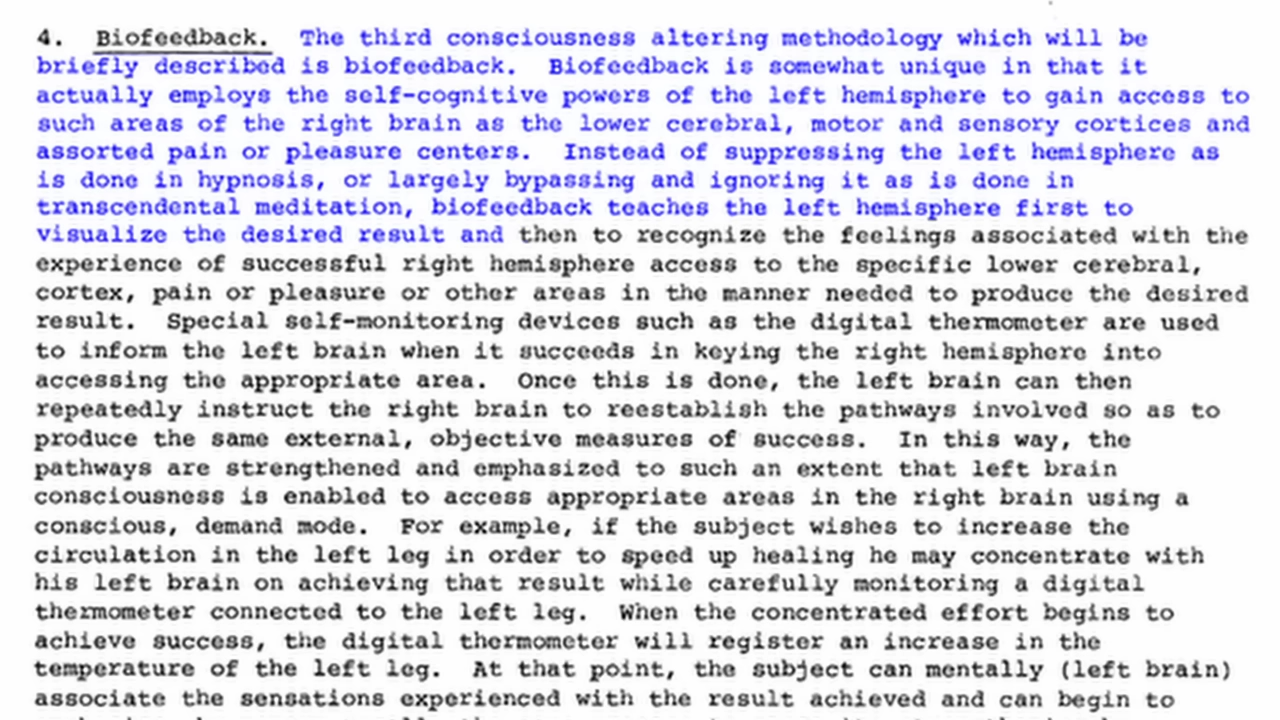 4. Biofeedback. The third consciousness altering methodology which will be
briefly described is biofeedback. Biofeedback is somewhat unique in that it
actually employs the self-cognitive powers of the left hemisphere to gain access to
such areas of the right brain as the lower cerebral, motor and sensory cortices and
assorted pain or pleasure centers. Instead of suppressing the left hemisphere as
is done in hypnosis, or largely bypassing and ignoring it as is done in
transcendental meditation, biofeedback teaches the left hemisphere first to
visualize the desired result and then to recognize the feelings associated with the
experience of successful right hemisphere access to the specific lower cerebral,
cortex, pain or pleasure or other areas in the manner needed to produce the desired
result. Special self-monitoring devices such as the digital thermometer are used
to inform the left brain when it succeeds in keying the right hemisphere into
accessing the appropriate area. Once this is done, the left brain can then
repeatedly instruct the right brain to reestablish the pathways involved so as to
produce the same external, objective measures of success. In this way, the
pathways are strengthened and emphasized to such an extent that left brain
consciousness is enabled to access appropriate areas in the right brain using a
conscious, demand mode. For example, if the subject wishes to increase the
circulation in the left leg in order to speed up healing he may concentrate with
his left brain on achieving that result while carefully monitoring a digital
thermometer connected to the left leg. When the concentrated effort begins to
achieve success, the digital thermometer will register an increase in the
temperature of the left leg. At that point, the subject can mentally (left brain)
associate the sensations experienced with the result achieved and can begin to